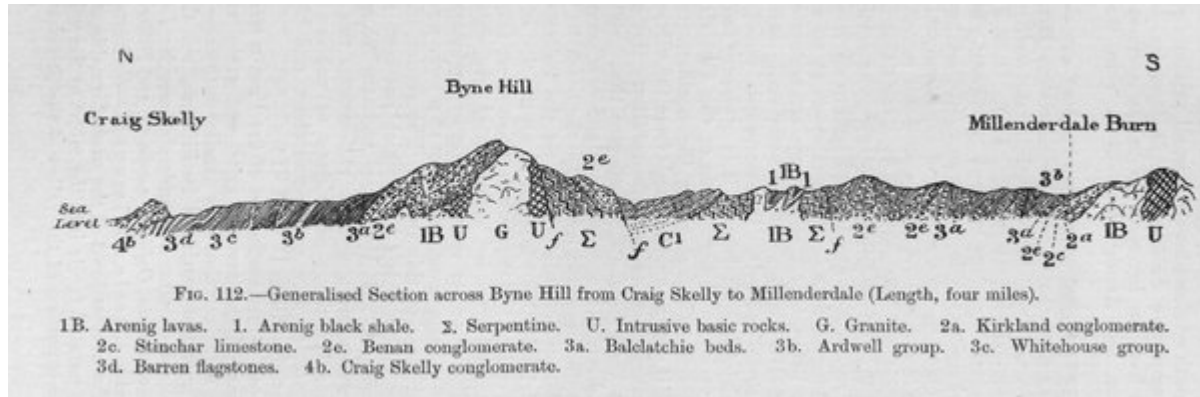 N
S
Byne Hill
Craig Skelly
Millenderdale Burn
2e
1 1B 1
3b
Sea
Level
4b 3d 3c 3b 3a 2e 1B U G U f Σ f C1 Σ 1B Σ f 2e 2e 3a 3a 2e 2c 2a 1B U
FIG. 112.—Generalised Section across Byne Hill from Craig Skelly to Millenderdale (Length, four miles).
1B. Arenig lavas. 1. Arenig black shale. Σ. Serpentine. U. Intrusive basic rocks. G. Granite. 2a. Kirkland conglomerate.
2c. Stinchar limestone. 2e. Benan conglomerate. 3a. Balclatchie beds. 3b. Ardwell group. 3c. Whitehouse group.
3d. Barren flagstones. 4b. Craig Skelly conglomerate.